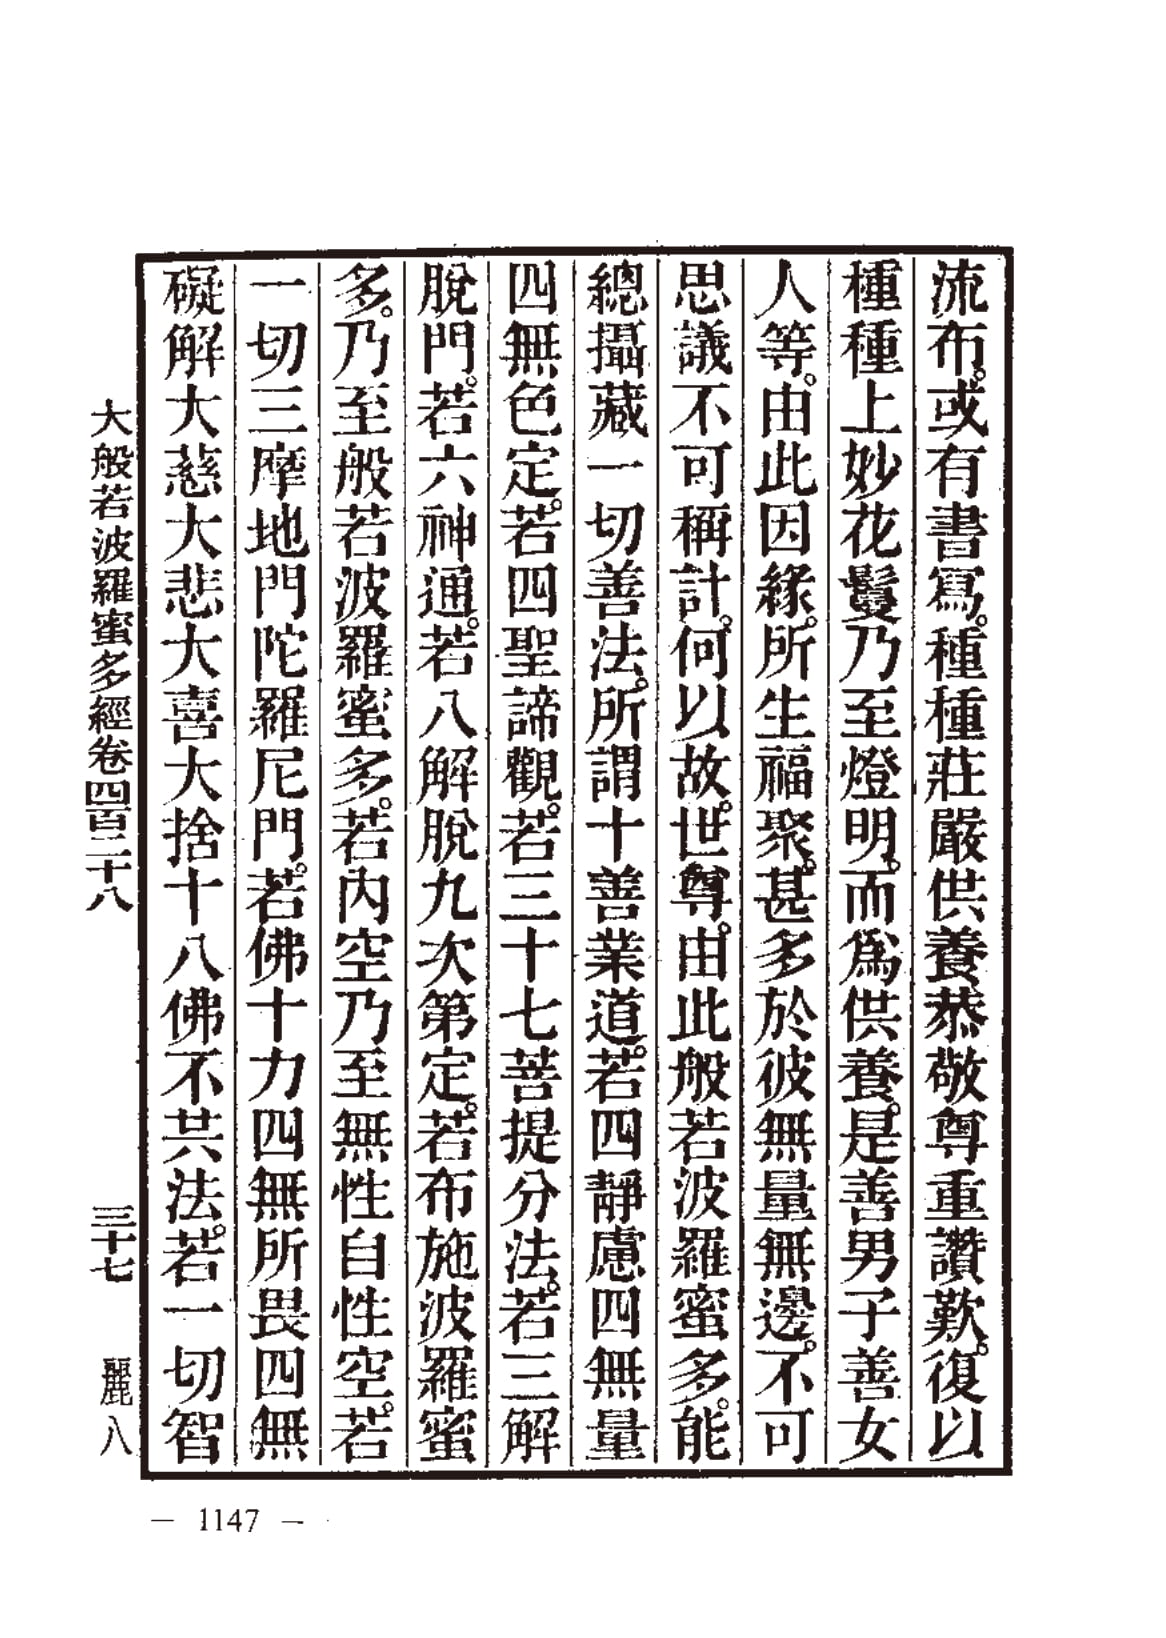 流布。或有書寫。種種莊嚴供養恭敬尊重讚歎。復以
種種上妙花鬘乃至燈明。而爲供養。是善男子善女
人等。由此因緣。所生福聚。甚多於彼無量無邊。不可
思議不可稱計。何以故。世尊。由此般若波羅蜜多。能
總攝藏一切善法。所謂十善業道。若四靜慮四無量
四無色定。若四聖諦觀。若三十七菩提分法。若三解
脫門。若六神通。若八解脫九次第定。若布施波羅蜜
多。乃至般若波羅蜜多。若內空乃至無性自性空。若
一切三摩地門陀羅尼門。若佛十力四無所畏四無
礙解大慈大悲大喜大捨十八佛不共法。若一切智
大般若波羅蜜多經卷四百二十八 三十七 麗八
— 1147 —